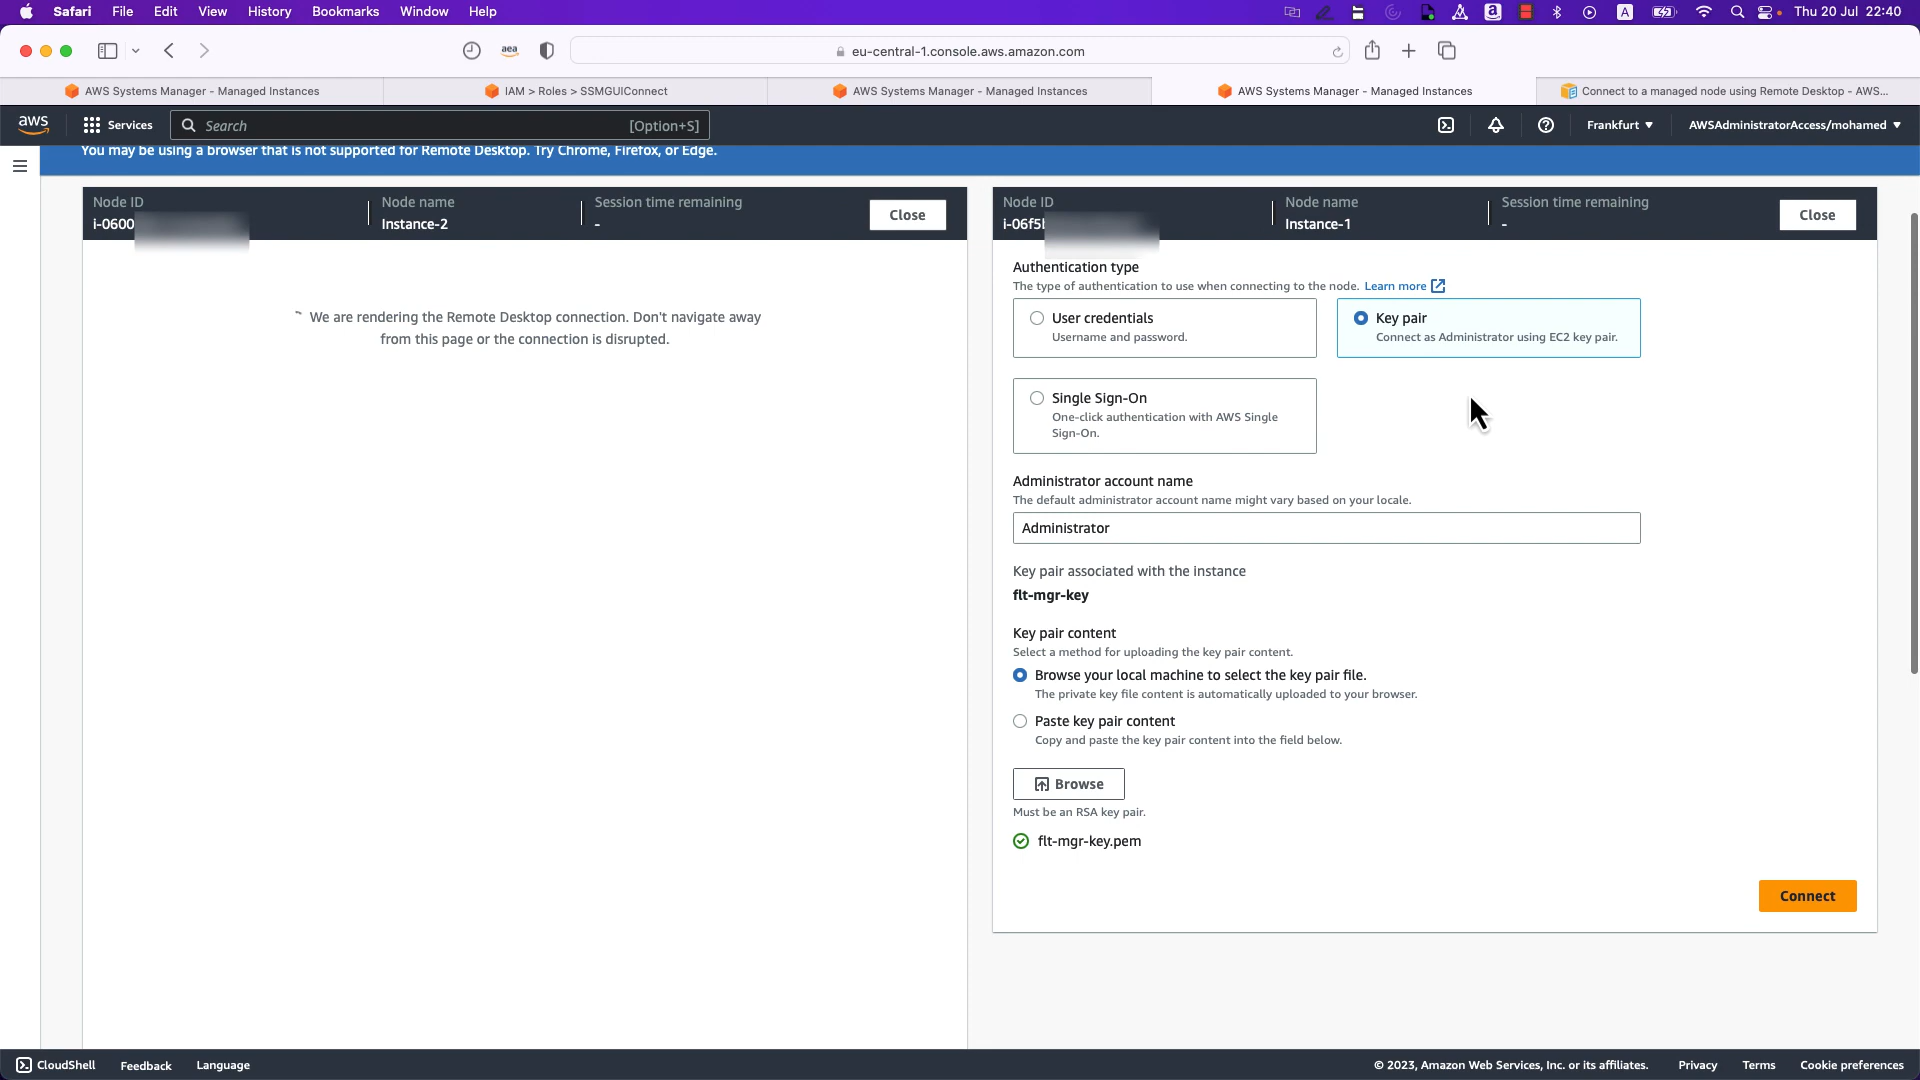 Safari File Edit View History Bookmarks Window Help
A
Thu 20 Jul 22:40
aea
eu-central-1.console.aws.amazon.com
AWS Systems Manager - Managed Instances
IAM > Roles > SSMGUIConnect
AWS Systems Manager - Managed Instances
AWS Systems Manager - Managed Instances
Connect to a managed node using Remote Desktop - AWS...
aws
Services
Search
[Option+S]
Frankfurt
AWSAdministratorAccess/mohamed
You may be using a browser that is not supported for Remote Desktop. Try Chrome, Firefox, or Edge.
Node ID
i-0600
Node name
Instance-2
Session time remaining
-
Close
We are rendering the Remote Desktop connection. Don't navigate away
from this page or the connection is disrupted.
Node ID
i-06f5
Node name
Instance-1
Session time remaining
-
Close
Authentication type
The type of authentication to use when connecting to the node. Learn more
User credentials
Username and password.
Key pair
Connect as Administrator using EC2 key pair.
Single Sign-On
One-click authentication with AWS Single
Sign-On.
Administrator account name
The default administrator account name might vary based on your locale.
Administrator
Key pair associated with the instance
flt-mgr-key
Key pair content
Select a method for uploading the key pair content.
Browse your local machine to select the key pair file.
The private key file content is automatically uploaded to your browser.
Paste key pair content
Copy and paste the key pair content into the field below.
Browse
Must be an RSA key pair.
flt-mgr-key.pem
Connect
CloudShell
Feedback
Language
© 2023, Amazon Web Services, Inc. or its affiliates.
Privacy
Terms
Cookie preferences